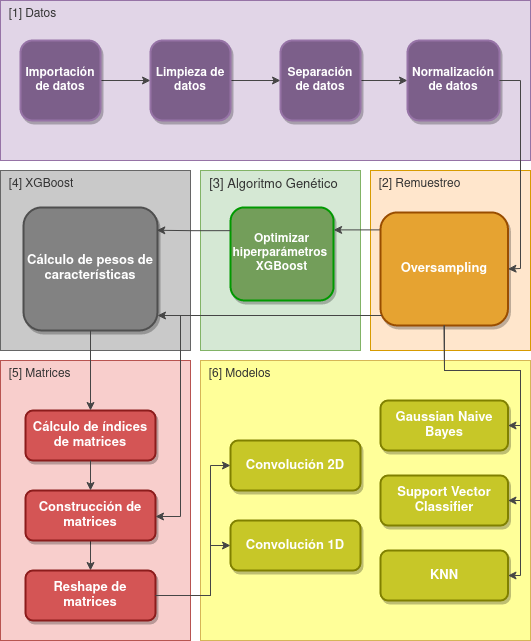 [1] Datos
Importación
de datos
Limpieza de
datos
Separación
de datos
Normalización
de datos
[4] XGBoost
Cálculo de pesos de
características
[3] Algoritmo Genético
Optimizar
hiperparámetros
XGBoost
[2] Remuestreo
Oversampling
[5] Matrices
Cálculo de índices
de matrices
Construcción de
matrices
Reshape de
matrices
[6] Modelos
Convolución 2D
Convolución 1D
Gaussian Naive
Bayes
Support Vector
Classifier
KNN